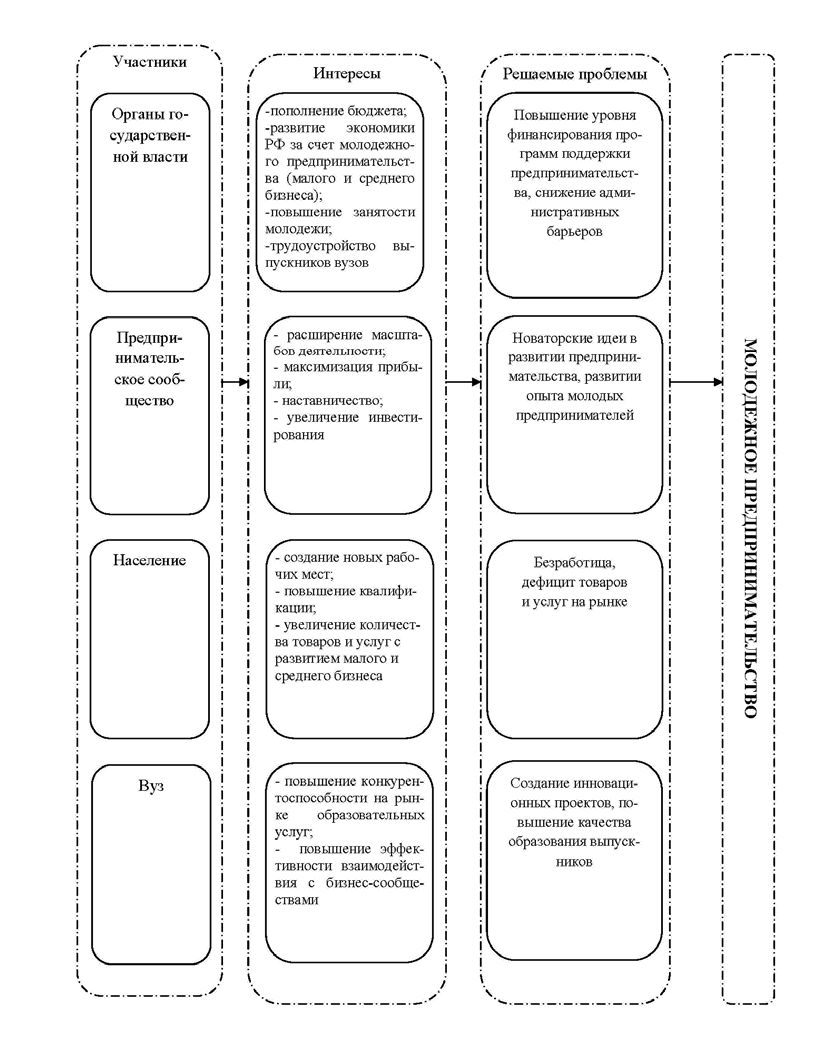 Участники
Органы го-
сударствен-
ной власти
Предпри-
ниматель-
ское сооб-
щество
Население
Вуз
Интересы
-пополнение бюджета;
-развитие экономики
РФ за счет молодежно-
го предпринимательст-
ва (малого и среднего
бизнеса);
-повышение занятости
молодежи;
-трудоустройство вы-
пускников вузов
- расширение масшта-
бов деятельности;
- максимизация прибы-
ли;
- наставничество;
- увеличение инвести-
рования
- создание новых рабо-
чих мест;
- повышение квалифи-
кации;
- увеличение количест-
ва товаров и услуг с
развитием малого и
среднего бизнеса
- повышение конкурен-
тоспособности на рын-
ке образовательных
услуг;
- повышение эффек-
тивности взаимодейст-
вия с бизнес-сообще-
ствами
Решаемые проблемы
Повышение уровня
финансирования про-
грамм поддержки
предпринимательст-
ва, снижение адми-
нистративных
барьеров
Новаторские идеи в
развитии предприни-
мательства, развитии
опыта молодых
предпринимателей
Безработица,
дефицит товаров
и услуг на рынке
Создание инноваци-
онных проектов, по-
вышение качества
образования выпуск-
ников
МОЛОДЕЖНОЕ ПРЕДПРИНИМАТЕЛЬСТВО